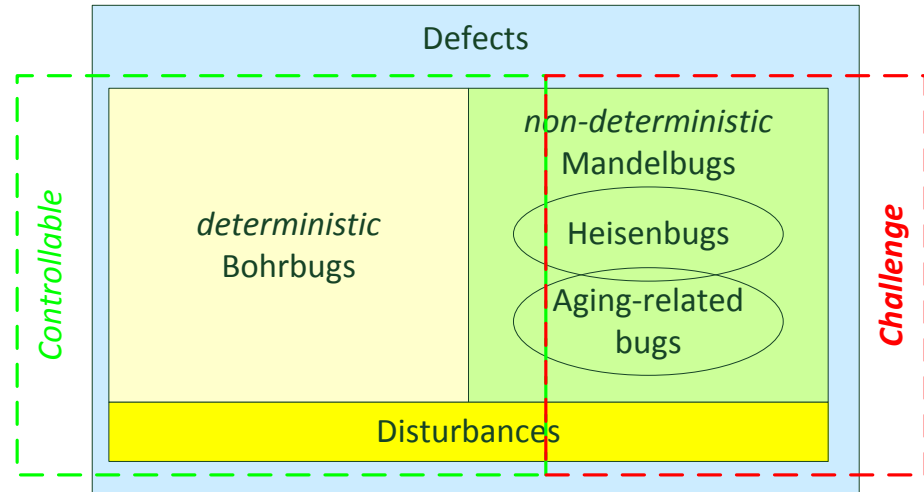 Defects
Controllable
deterministic
Bohrbugs
non-deterministic
Mandelbugs
Heisenbugs
Aging-related
bugs
Challenge
Disturbances